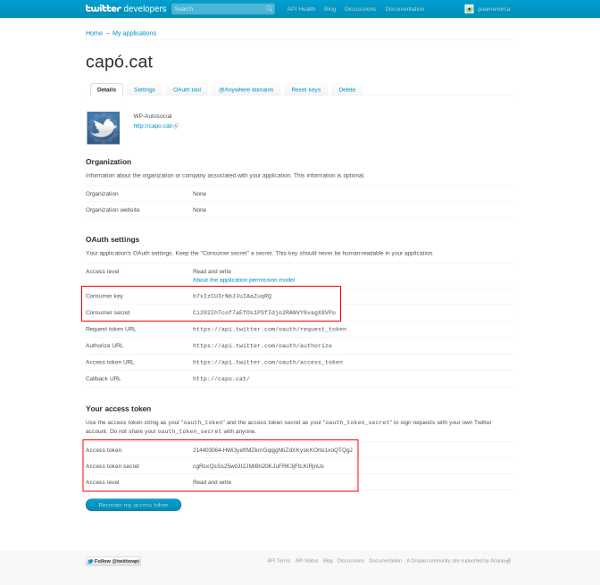 twitter developers Search API Health Blog Discussions Documentation paumenorca
Home → My applications
capó.cat
Details Settings OAuth tool @Anywhere domains Reset keys Delete
WP-Autosocial
http://capo.cat/
Organization
Information about the organization or company associated with your application. This information is optional.
Organization None
Organization website None
OAuth settings
Your application's OAuth settings. Keep the "Consumer secret" a secret. This key should never be human-readable in your application.
Access level Read and write
About the application permission model
Consumer key
Consumer secret
Request token URL https://api.twitter.com/oauth/request_token
Authorize URL https://api.twitter.com/oauth/authorize
Access token URL https://api.twitter.com/oauth/access_token
Callback URL http://capo.cat/
Your access token
Use the access token string as your "oauth_token" and the access token secret as your "oauth_token_secret" to sign requests with your own Twitter
account. Do not share your oauth_token_secret with anyone.
Access token
Access token secret
Access level Read and write
Recreate my access token
Follow @twitterapi API Terms API Status Blog Discussions Documentation A Drupal community site supported by Acquia